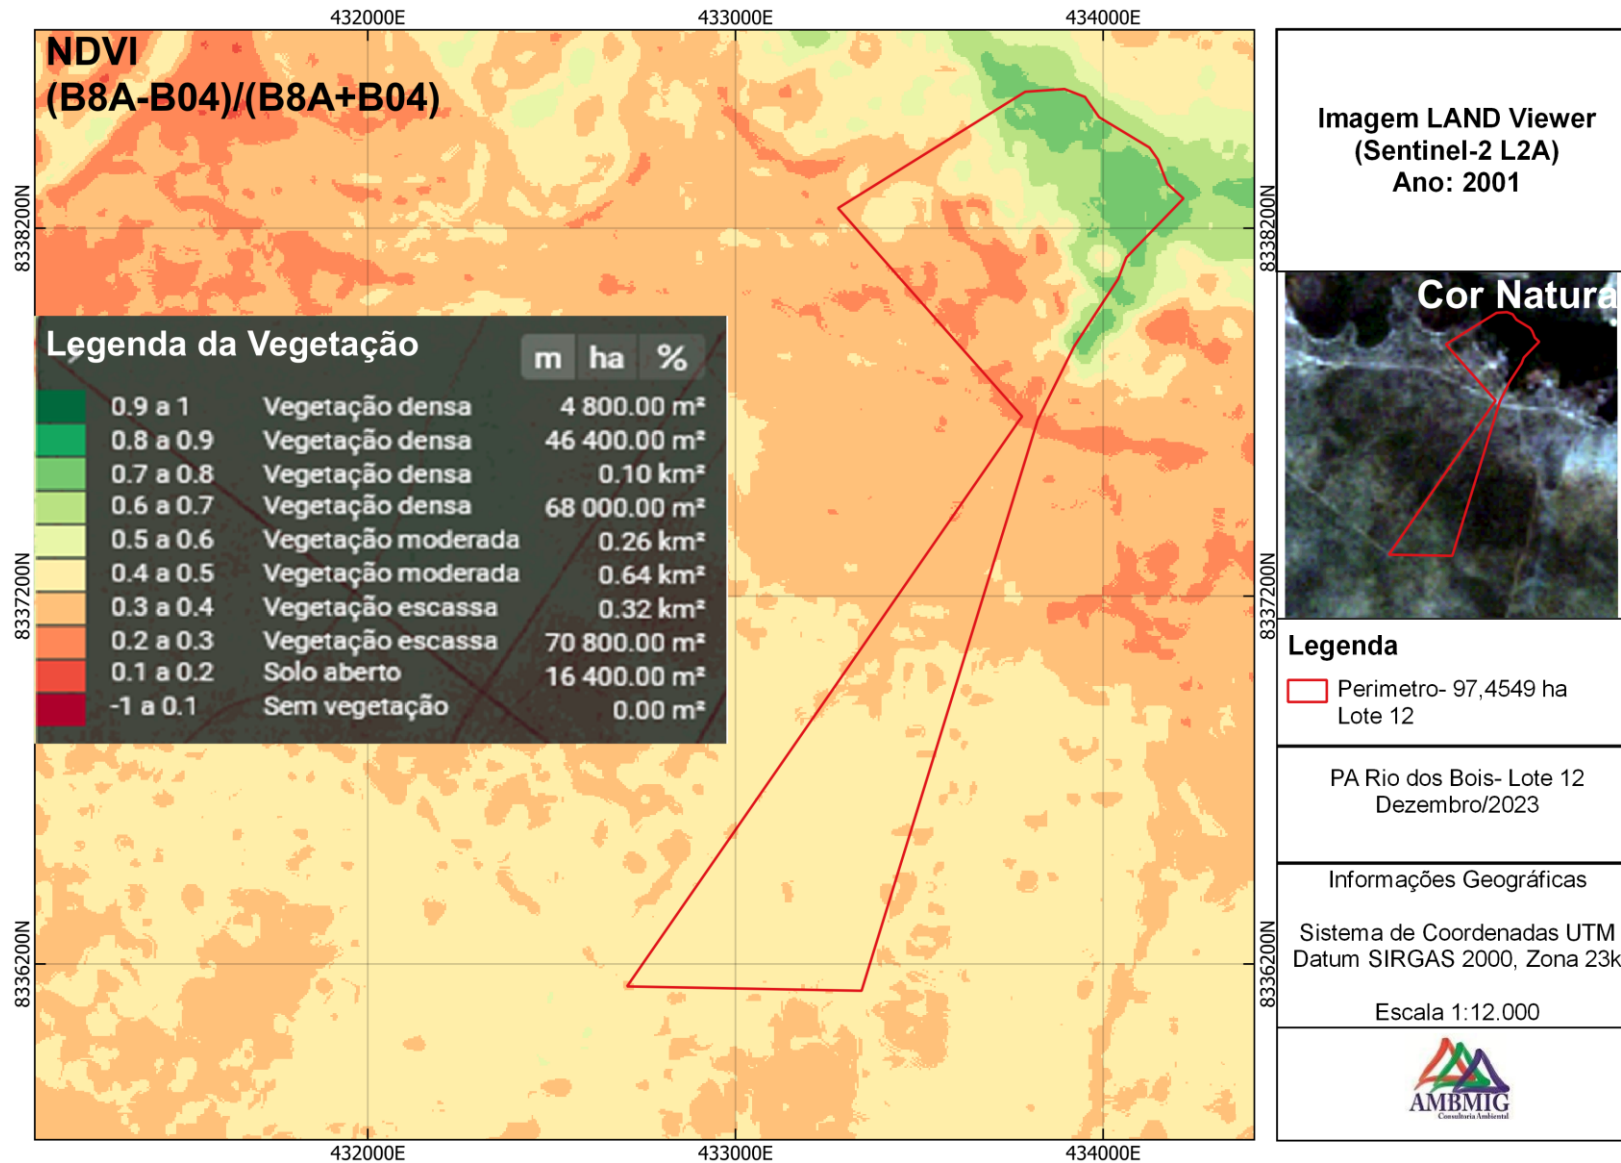 432000E
433000E
434000E
NDVI
(B8A-B04)/(B8A+B04)
8338200N
8338200N
Legenda da Vegetação
m ha %
0.9 a 1 Vegetação densa 4 800.00 m²
0.8 a 0.9 Vegetação densa 46 400.00 m²
0.7 a 0.8 Vegetação densa 0.10 km²
0.6 a 0.7 Vegetação densa 68 000.00 m²
0.5 a 0.6 Vegetação moderada 0.26 km²
0.4 a 0.5 Vegetação moderada 0.64 km²
0.3 a 0.4 Vegetação escassa 0.32 km²
0.2 a 0.3 Vegetação escassa 70 800.00 m²
0.1 a 0.2 Solo aberto 16 400.00 m²
-1 a 0.1 Sem vegetação 0.00 m²
8337200N
8337200N
8336200N
8336200N
432000E
433000E
434000E
Imagem LAND Viewer
(Sentinel-2 L2A)
Ano: 2001
Cor Natura
Legenda
Perimetro- 97,4549 ha
Lote 12
PA Rio dos Bois- Lote 12
Dezembro/2023
Informações Geográficas
Sistema de Coordenadas UTM
Datum SIRGAS 2000, Zona 23k
Escala 1:12.000
AMBMIG
Consultoria Ambiental